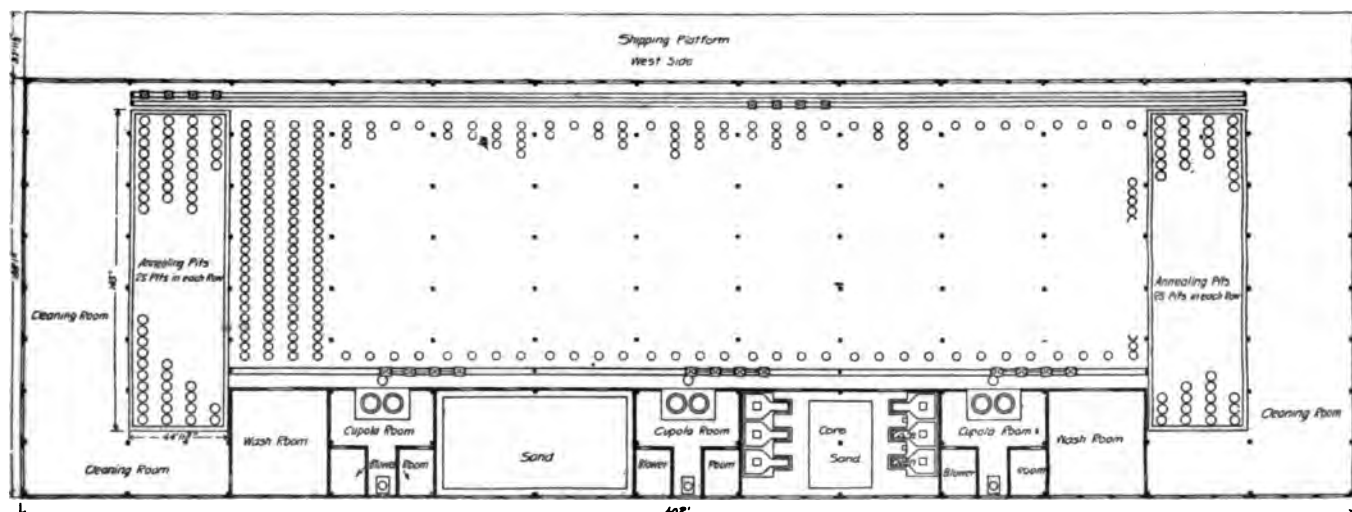 Shipping Platform
West Side
Annealing Pits
25 Pits in each Row
Annealing Pits
25 Pits in each Row
Cleaning Room
Cleaning Room
Cupola Room
Cupola Room
Core
Cupola Room
Wash Room
Wash Room
Cleaning Room
Sand
Sand
Blower Room
Blower Room
Blower Room